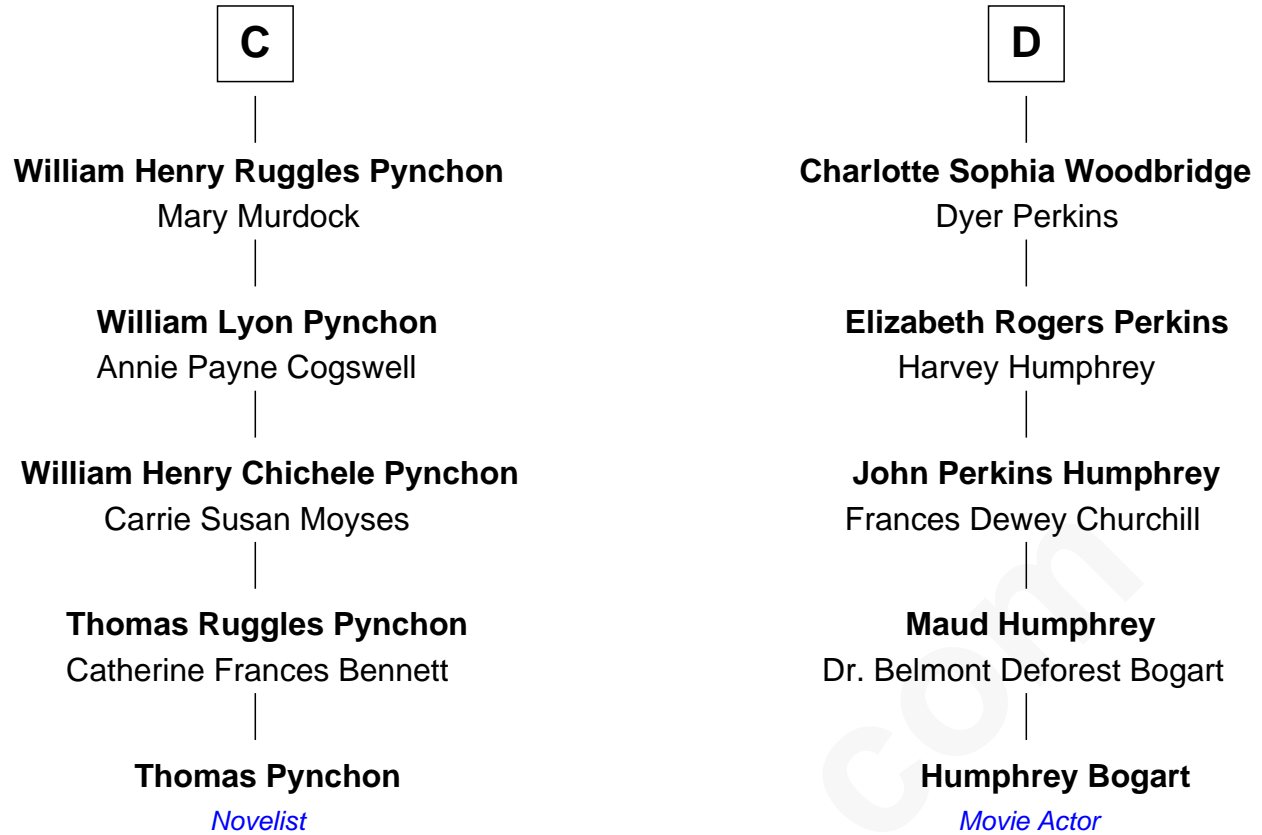 C
William Henry Ruggles Pynchon
Mary Murdock
William Lyon Pynchon
Annie Payne Cogswell
William Henry Chichele Pynchon
Carrie Susan Moyses
Thomas Ruggles Pynchon
Catherine Frances Bennett
Thomas Pynchon
Novelist
D
Charlotte Sophia Woodbridge
Dyer Perkins
Elizabeth Rogers Perkins
Harvey Humphrey
John Perkins Humphrey
Frances Dewey Churchill
Maud Humphrey
Dr. Belmont Deforest Bogart
Humphrey Bogart
Movie Actor
com